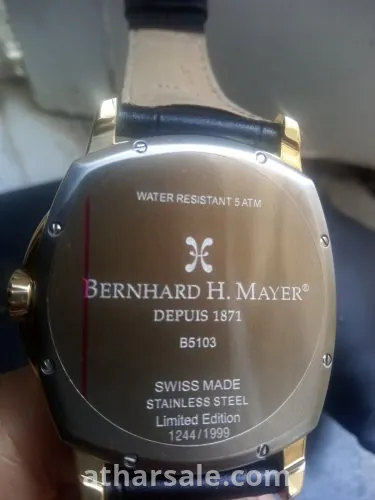 WATER RESISTANT 5 ATM
BERNHARD H. MAYER®
DEPUIS 1871
B5103
SWISS MADE
STAINLESS STEEL
Limited Edition
1244/1999
atharsale.com